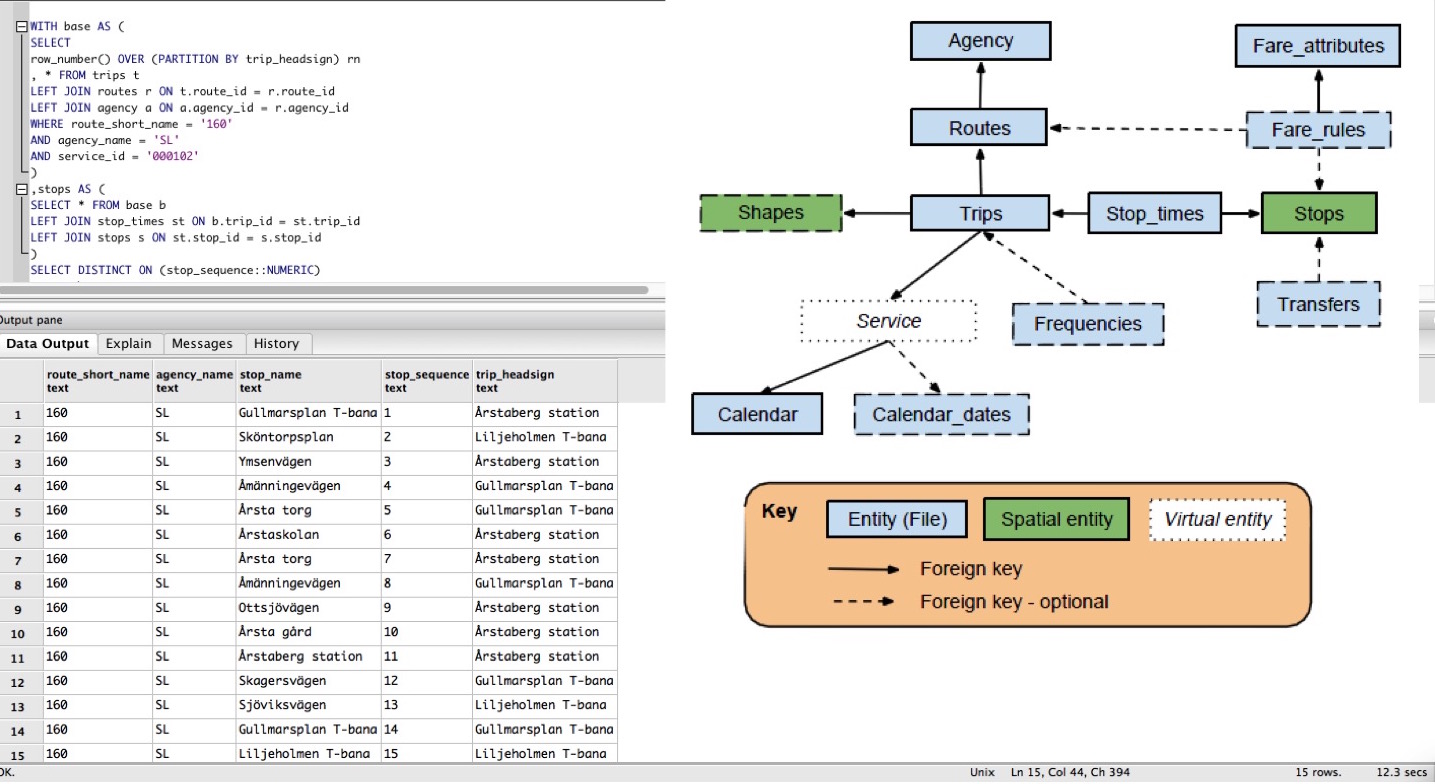 WITH base AS (
SELECT
row_number() OVER (PARTITION BY trip_headsign) rn
, * FROM trips t
LEFT JOIN routes r ON t.route_id = r.route_id
LEFT JOIN agency a ON a.agency_id = r.agency_id
WHERE route_short_name = '160'
AND agency_name = 'SL'
AND service_id = '000102'
)
,stops AS (
SELECT * FROM base b
LEFT JOIN stop_times st ON b.trip_id = st.trip_id
LEFT JOIN stops s ON st.stop_id = s.stop_id
)
SELECT DISTINCT ON (stop_sequence::NUMERIC)
Output pane
Data Output Explain Messages History
route_short_name agency_name stop_name stop_sequence trip_headsign
text text text text text
1 160 SL Gullmarsplan T-bana 1 Årstaberg station
2 160 SL Sköntorpsplan 2 Liljeholmen T-bana
3 160 SL Ymsenvägen 3 Årstaberg station
4 160 SL Åmänningevägen 4 Gullmarsplan T-bana
5 160 SL Årsta torg 5 Gullmarsplan T-bana
6 160 SL Årstaskolan 6 Årstaberg station
7 160 SL Årsta torg 7 Årstaberg station
8 160 SL Åmänningevägen 8 Gullmarsplan T-bana
9 160 SL Ottsjövägen 9 Årstaberg station
10 160 SL Årsta gård 10 Årstaberg station
11 160 SL Årstaberg station 11 Årstaberg station
12 160 SL Skagersvägen 12 Gullmarsplan T-bana
13 160 SL Sjöviksvägen 13 Liljeholmen T-bana
14 160 SL Gullmarsplan T-bana 14 Gullmarsplan T-bana
15 160 SL Liljeholmen T-bana 15 Liljeholmen T-bana
Agency
Fare_attributes
Routes
Fare_rules
Shapes
Trips
Stop_times
Stops
Service
Frequencies
Transfers
Calendar
Calendar_dates
Key
Entity (File)
Spatial entity
Virtual entity
Foreign key
Foreign key - optional
OK.
Unix Ln 15, Col 44, Ch 394 15 rows. 12.3 secs